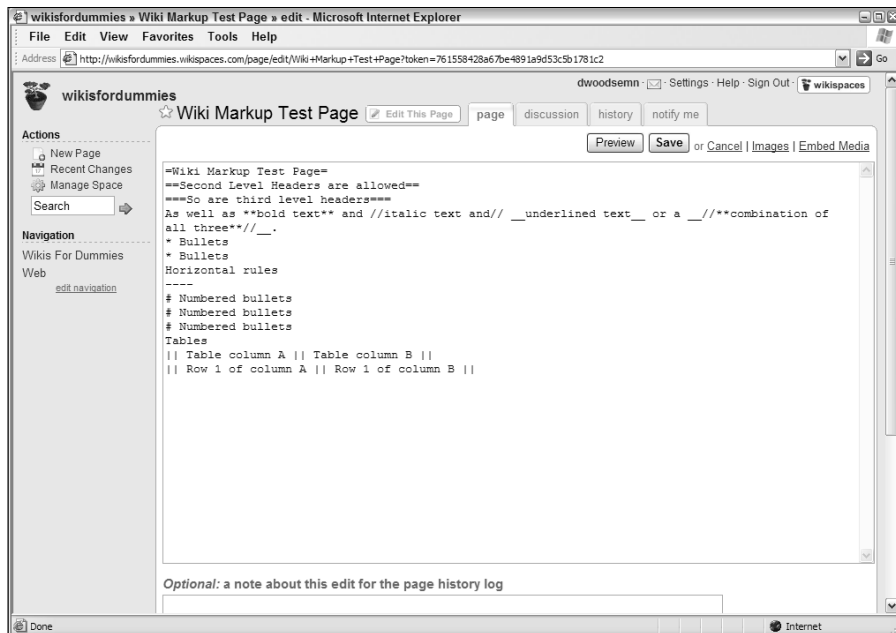 wikisfordummies » Wiki Markup Test Page » edit - Microsoft Internet Explorer
File Edit View Favorites Tools Help
Address http://wikisfordummies.wikispaces.com/page/edit/Wiki+Markup+Test+Page?token=761558428a67be4891a9d53c5b1781c2 Go
dwoodsemn · Settings · Help · Sign Out · wikispaces
wikisfordummies
Wiki Markup Test Page Edit This Page page discussion history notify me
Actions
New Page
Recent Changes
Manage Space
Search
Navigation
Wikis For Dummies
Web
edit navigation
Preview Save or Cancel | Images | Embed Media
=Wiki Markup Test Page=
==Second Level Headers are allowed==
===So are third level headers===
As well as **bold text** and //italic text and// __underlined text__ or a __//**combination of
all three**//__.
* Bullets
* Bullets
Horizontal rules
----
# Numbered bullets
# Numbered bullets
# Numbered bullets
Tables
|| Table column A || Table column B ||
|| Row 1 of column A || Row 1 of column B ||
Optional: a note about this edit for the page history log
Done Internet